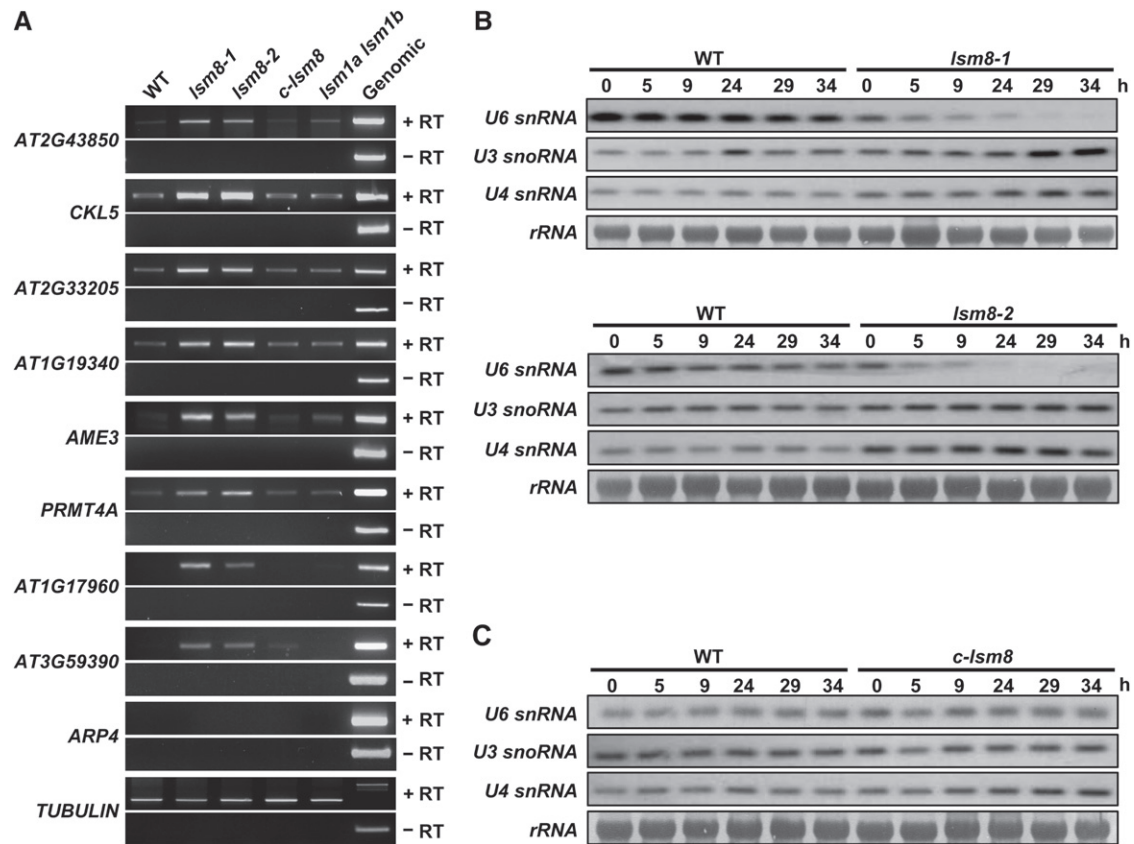 A
WT
lsm8-1
lsm8-2
c-lsm8
lsm1a lsm1b
Genomic
AT2G43850
+ RT
− RT
CKL5
+ RT
− RT
AT2G33205
+ RT
− RT
AT1G19340
+ RT
− RT
AME3
+ RT
− RT
PRMT4A
+ RT
− RT
AT1G17960
+ RT
− RT
AT3G59390
+ RT
− RT
ARP4
+ RT
− RT
TUBULIN
+ RT
− RT
B
WT lsm8-1
0 5 9 24 29 34 0 5 9 24 29 34 h
U6 snRNA
U3 snoRNA
U4 snRNA
rRNA
WT lsm8-2
0 5 9 24 29 34 0 5 9 24 29 34 h
U6 snRNA
U3 snoRNA
U4 snRNA
rRNA
C
WT c-lsm8
0 5 9 24 29 34 0 5 9 24 29 34 h
U6 snRNA
U3 snoRNA
U4 snRNA
rRNA